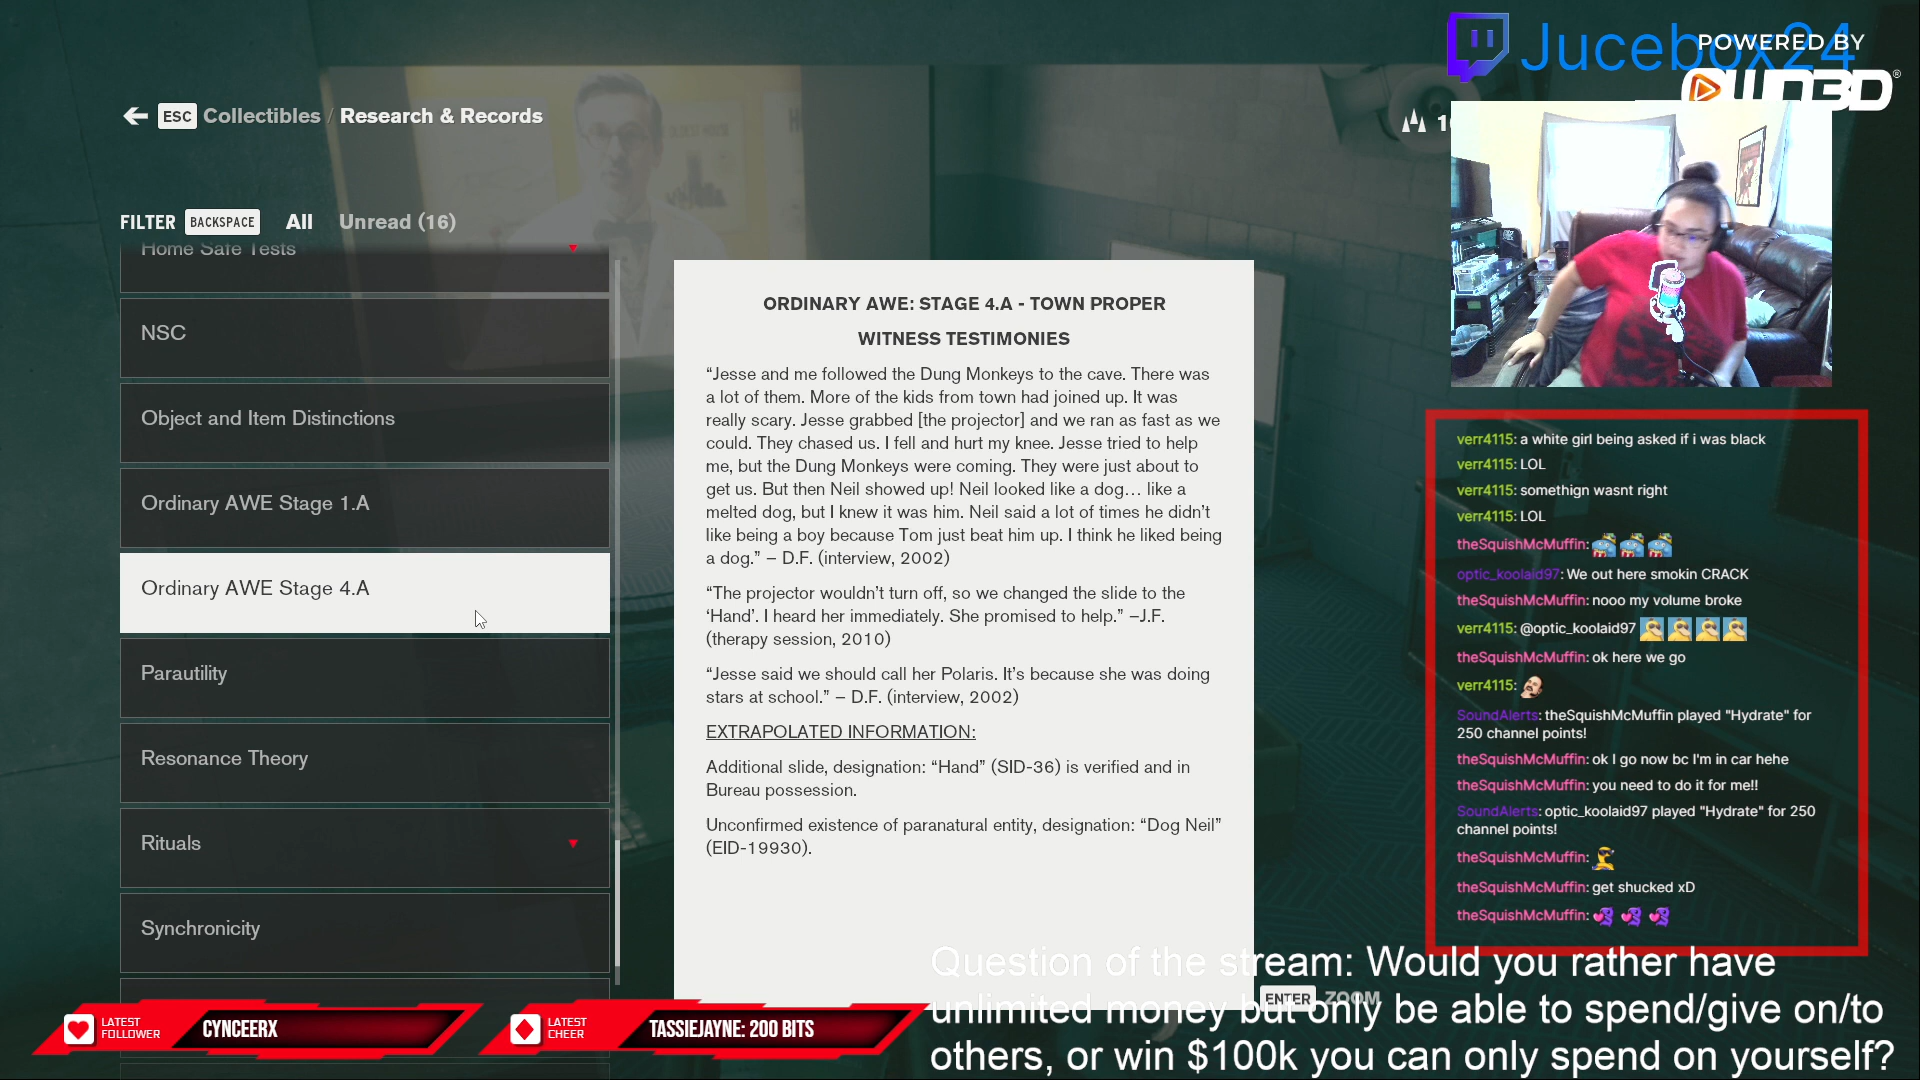 Jucebox24
POWERED BY
OWN3D®
ESC Collectibles / Research & Records
FILTER BACKSPACE All Unread (16)
Home Safe Tests
NSC
Object and Item Distinctions
Ordinary AWE Stage 1.A
Ordinary AWE Stage 4.A
Parautility
Resonance Theory
Rituals
Synchronicity
ORDINARY AWE: STAGE 4.A - TOWN PROPER
WITNESS TESTIMONIES
“Jesse and me followed the Dung Monkeys to the cave. There was
a lot of them. More of the kids from town had joined up. It was
really scary. Jesse grabbed [the projector] and we ran as fast as we
could. They chased us. I fell and hurt my knee. Jesse tried to help
me, but the Dung Monkeys were coming. They were just about to
get us. But then Neil showed up! Neil looked like a dog… like a
melted dog, but I knew it was him. Neil said a lot of times he didn’t
like being a boy because Tom just beat him up. I think he liked being
a dog.” – D.F. (interview, 2002)
“The projector wouldn’t turn off, so we changed the slide to the
‘Hand’. I heard her immediately. She promised to help.” –J.F.
(therapy session, 2010)
“Jesse said we should call her Polaris. It’s because she was doing
stars at school.” – D.F. (interview, 2002)
EXTRAPOLATED INFORMATION:
Additional slide, designation: “Hand” (SID-36) is verified and in
Bureau possession.
Unconfirmed existence of paranatural entity, designation: “Dog Neil”
(EID-19930).
ENTER ZOOM
verr4115: a white girl being asked if i was black
verr4115: LOL
verr4115: somethign wasnt right
verr4115: LOL
theSquishMcMuffin:
optic_koolaid97: We out here smokin CRACK
theSquishMcMuffin: nooo my volume broke
verr4115: @optic_koolaid97
theSquishMcMuffin: ok here we go
verr4115:
SoundAlerts: theSquishMcMuffin played "Hydrate" for
250 channel points!
theSquishMcMuffin: ok I go now bc I'm in car hehe
theSquishMcMuffin: you need to do it for me!!
SoundAlerts: optic_koolaid97 played "Hydrate" for 250
channel points!
theSquishMcMuffin:
theSquishMcMuffin: get shucked xD
theSquishMcMuffin:
Question of the stream: Would you rather have
unlimited money but only be able to spend/give on/to
others, or win $100k you can only spend on yourself?
LATEST
FOLLOWER
CYNCEERX
LATEST
CHEER
TASSIEJAYNE: 200 BITS